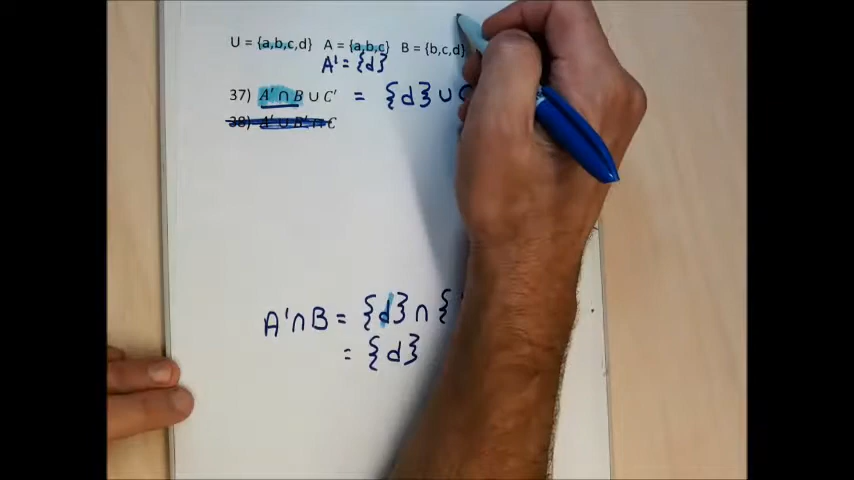 U = {a,b,c,d} A = {a,b,c} B = {b,c,d}
A' = {d}
37) A' ∩ B ∪ C' = {d} ∪ C
38) A' ∪ B' ∩ C
A'∩B = {d} ∩ {
= {d}